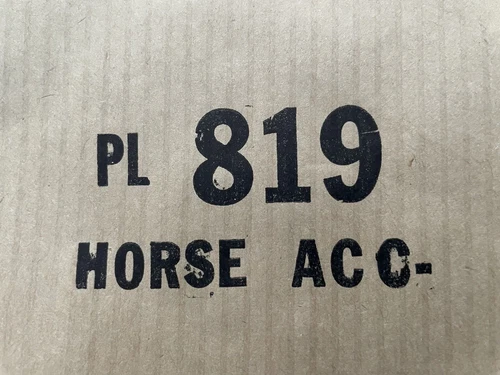 PL 819
HORSE ACC-